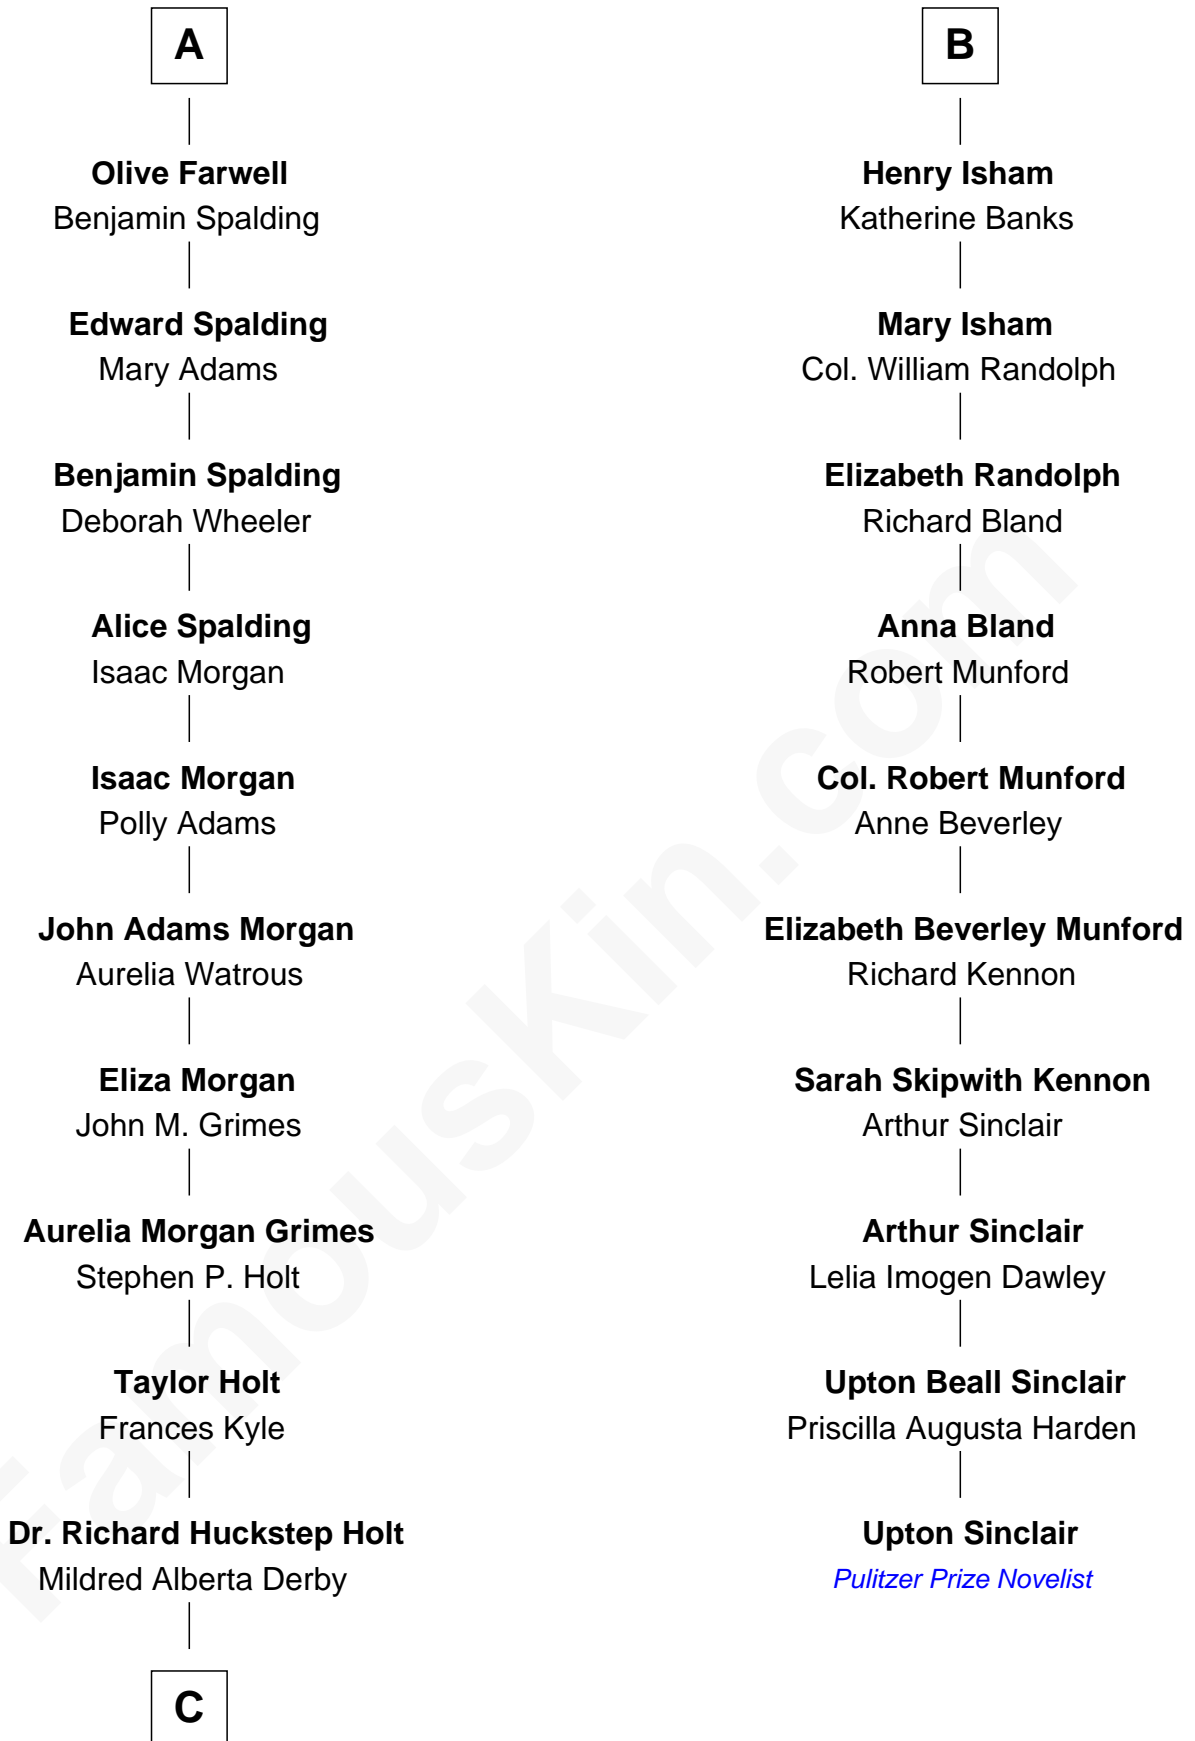 A
Olive Farwell
Benjamin Spalding
Edward Spalding
Mary Adams
Benjamin Spalding
Deborah Wheeler
Alice Spalding
Isaac Morgan
Isaac Morgan
Polly Adams
John Adams Morgan
Aurelia Watrous
Eliza Morgan
John M. Grimes
Aurelia Morgan Grimes
Stephen P. Holt
Taylor Holt
Frances Kyle
Dr. Richard Huckstep Holt
Mildred Alberta Derby
C
B
Henry Isham
Katherine Banks
Mary Isham
Col. William Randolph
Elizabeth Randolph
Richard Bland
Anna Bland
Robert Munford
Col. Robert Munford
Anne Beverley
Elizabeth Beverley Munford
Richard Kennon
Sarah Skipwith Kennon
Arthur Sinclair
Arthur Sinclair
Lelia Imogen Dawley
Upton Beall Sinclair
Priscilla Augusta Harden
Upton Sinclair
Pulitzer Prize Novelist
FamousKin.com